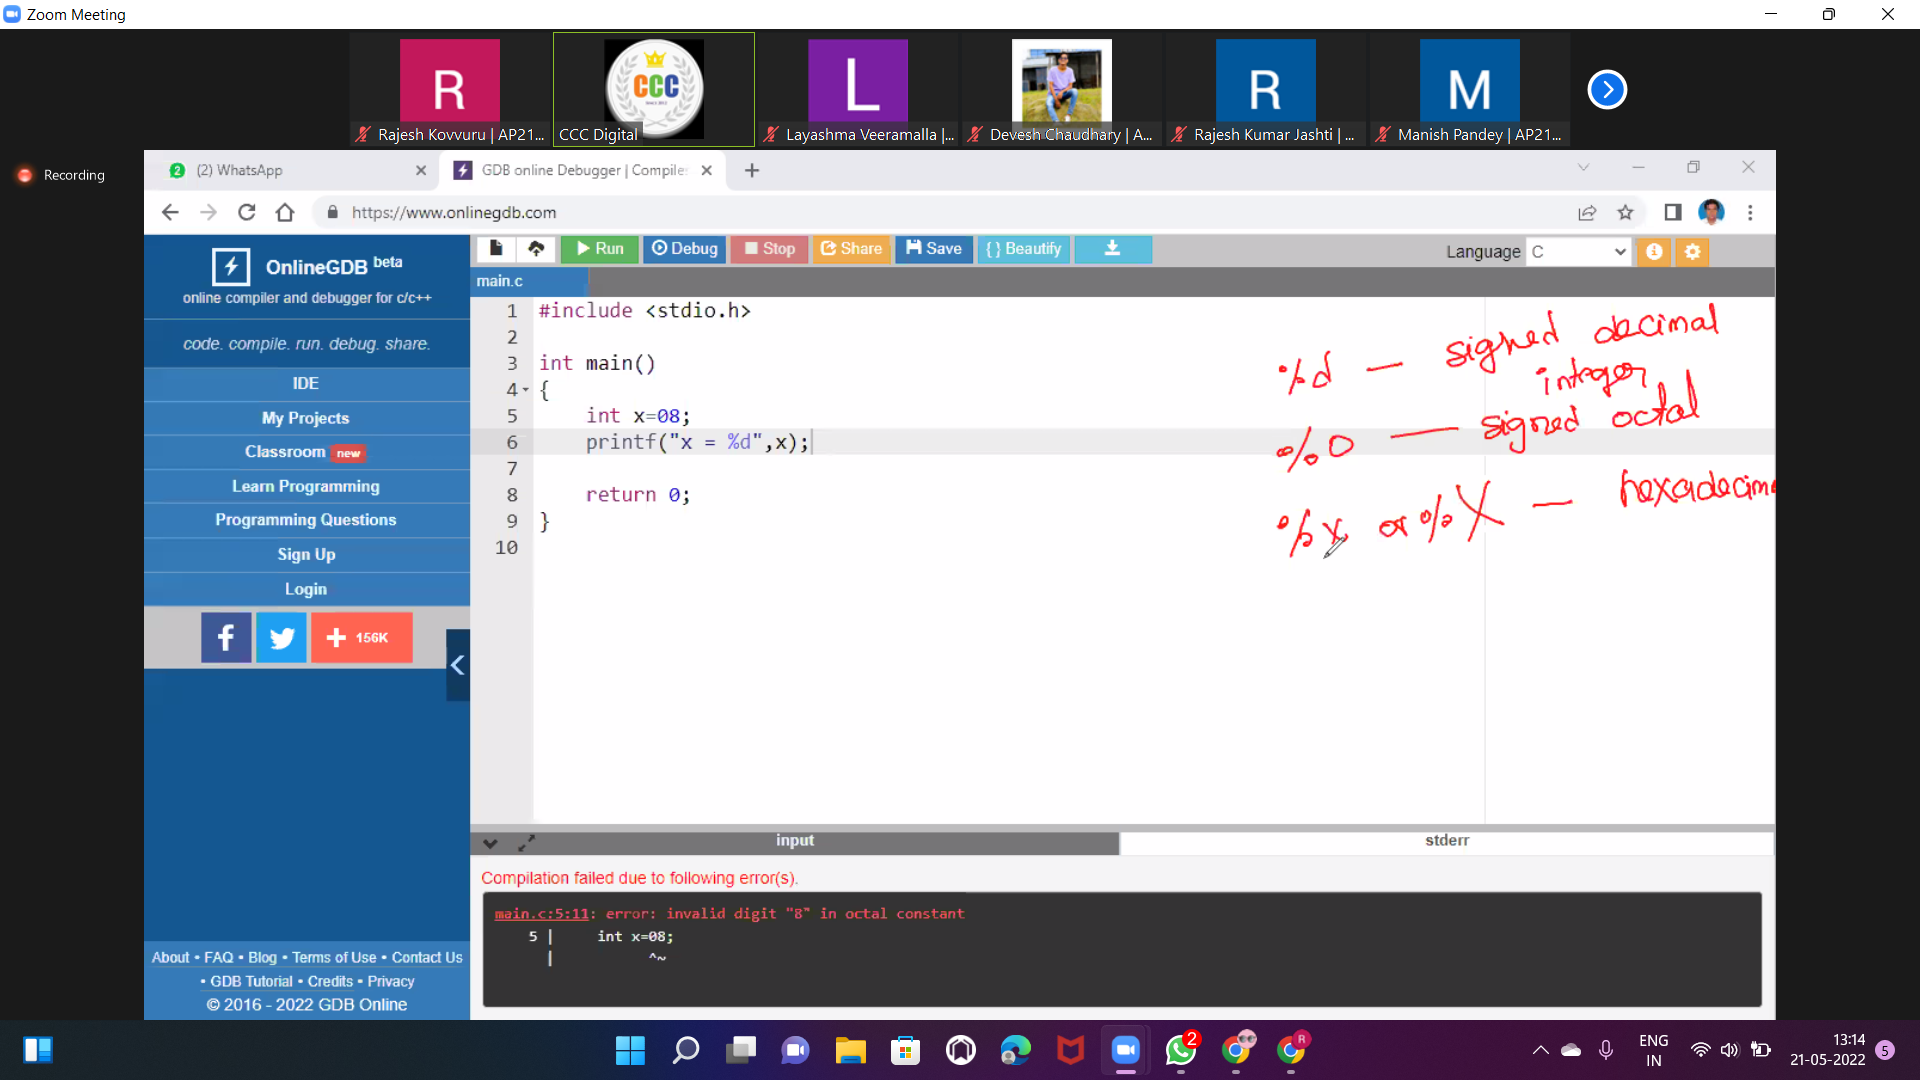 Zoom Meeting
R
CCC
Since 2012
L
R
M
Rajesh Kovvuru | AP21...
CCC Digital
Layashma Veeramalla |...
Devesh Chaudhary | A...
Rajesh Kumar Jashti | ...
Manish Pandey | AP21...
Recording
2
(2) WhatsApp
GDB online Debugger | Compile
https://www.onlinegdb.com
OnlineGDB beta
online compiler and debugger for c/c++
code. compile. run. debug. share.
IDE
My Projects
Classroom new
Learn Programming
Programming Questions
Sign Up
Login
f
+ 156K
About • FAQ • Blog • Terms of Use • Contact Us
• GDB Tutorial • Credits • Privacy
© 2016 - 2022 GDB Online
Run
Debug
Stop
Share
Save
{ } Beautify
Language C
main.c
1 #include <stdio.h>
2
3 int main()
4 {
5 int x=08;
6 printf("x = %d",x);
7
8 return 0;
9 }
10
%d — signed decimal
integer
%O — signed octal
%x or %X — hexadecim
input
stderr
Compilation failed due to following error(s).
main.c:5:11: error: invalid digit "8" in octal constant
5 | int x=08;
| ^~
2
R
ENG
IN
13:14
21-05-2022
5